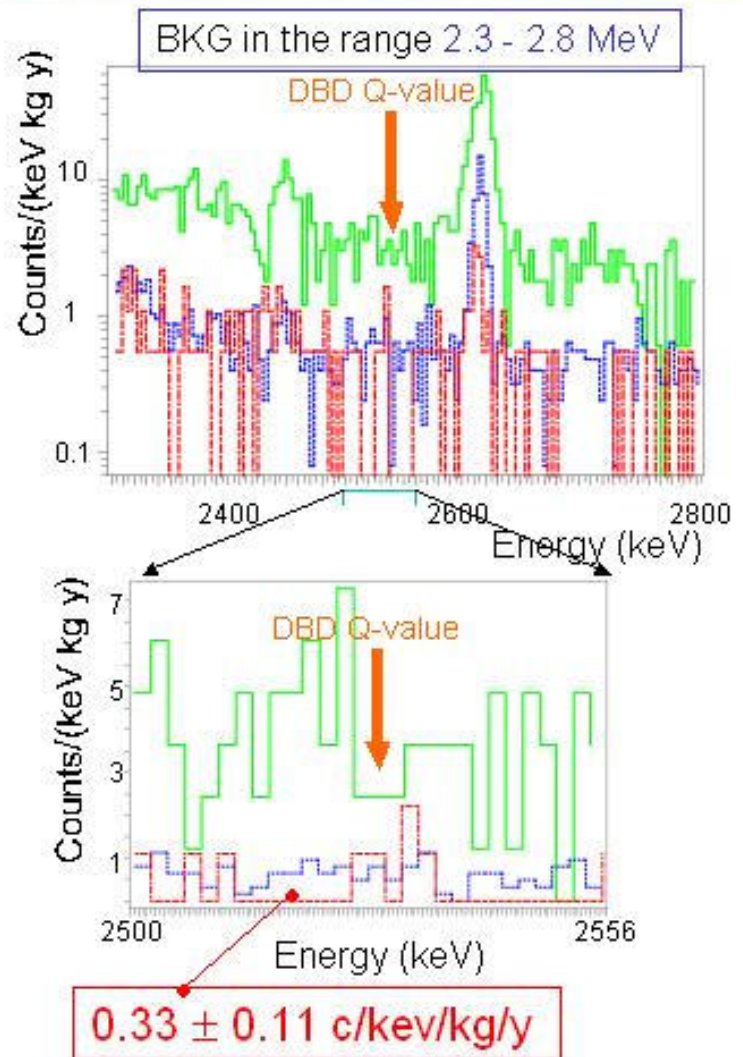 BKG in the range 2.3 - 2.8 MeV
DBD Q-value
Counts/(keV kg y)
10
1
0.1
2400
2600
2800
Energy (keV)
DBD Q-value
Counts/(keV kg y)
7
5
3
1
2500
2556
Energy (keV)
0.33 ± 0.11 c/kev/kg/y